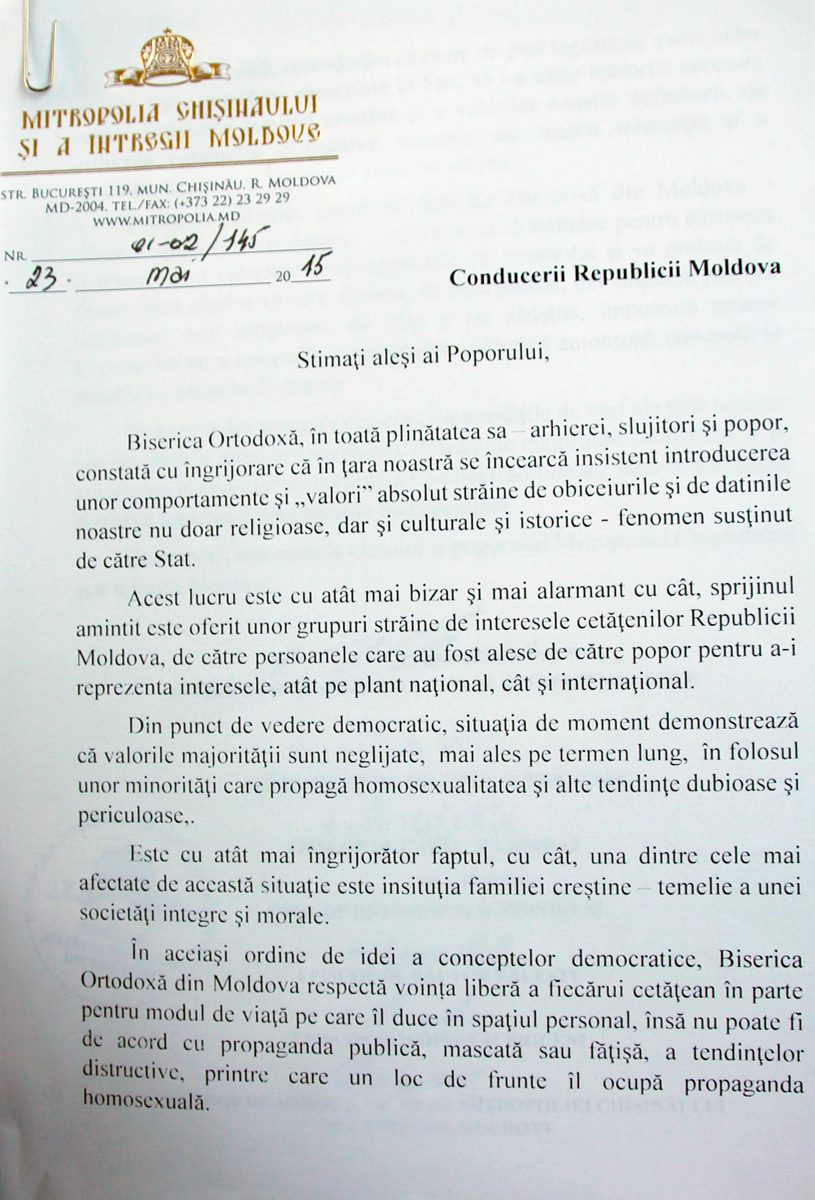 MITROPOLIA CHIȘINĂULUI
ȘI A ÎNTREGII MOLDOVE
STR. BUCUREȘTI 119, MUN. CHIȘINĂU, R. MOLDOVA
MD-2004, TEL./FAX: (+373 22) 23 29 29
WWW.MITROPOLIA.MD
NR. 01-02/145
23 mai 2015
Conducerii Republicii Moldova
Stimaţi aleşi ai Poporului,
Biserica Ortodoxă, în toată plinătatea sa – arhierei, slujitori şi popor,
constată cu îngrijorare că în ţara noastră se încearcă insistent introducerea
unor comportamente şi „valori” absolut străine de obiceiurile şi de datinile
noastre nu doar religioase, dar şi culturale şi istorice - fenomen susţinut
de către Stat.
Acest lucru este cu atât mai bizar şi mai alarmant cu cât, sprijinul
amintit este oferit unor grupuri străine de interesele cetăţenilor Republicii
Moldova, de către persoanele care au fost alese de către popor pentru a-i
reprezenta interesele, atât pe plant naţional, cât şi internaţional.
Din punct de vedere democratic, situaţia de moment demonstrează
că valorile majorităţii sunt neglijate, mai ales pe termen lung, în folosul
unor minorităţi care propagă homosexualitatea şi alte tendinţe dubioase şi
periculoase,.
Este cu atât mai îngrijorător faptul, cu cât, una dintre cele mai
afectate de această situaţie este insituţia familiei creştine – temelie a unei
societăţi integre şi morale.
În aceiaşi ordine de idei a conceptelor democratice, Biserica
Ortodoxă din Moldova respectă voinţa liberă a fiecărui cetăţean în parte
pentru modul de viaţă pe care îl duce în spaţiul personal, însă nu poate fi
de acord cu propaganda publică, mascată sau făţişă, a tendinţelor
distructive, printre care un loc de frunte îl ocupă propaganda
homosexuală.